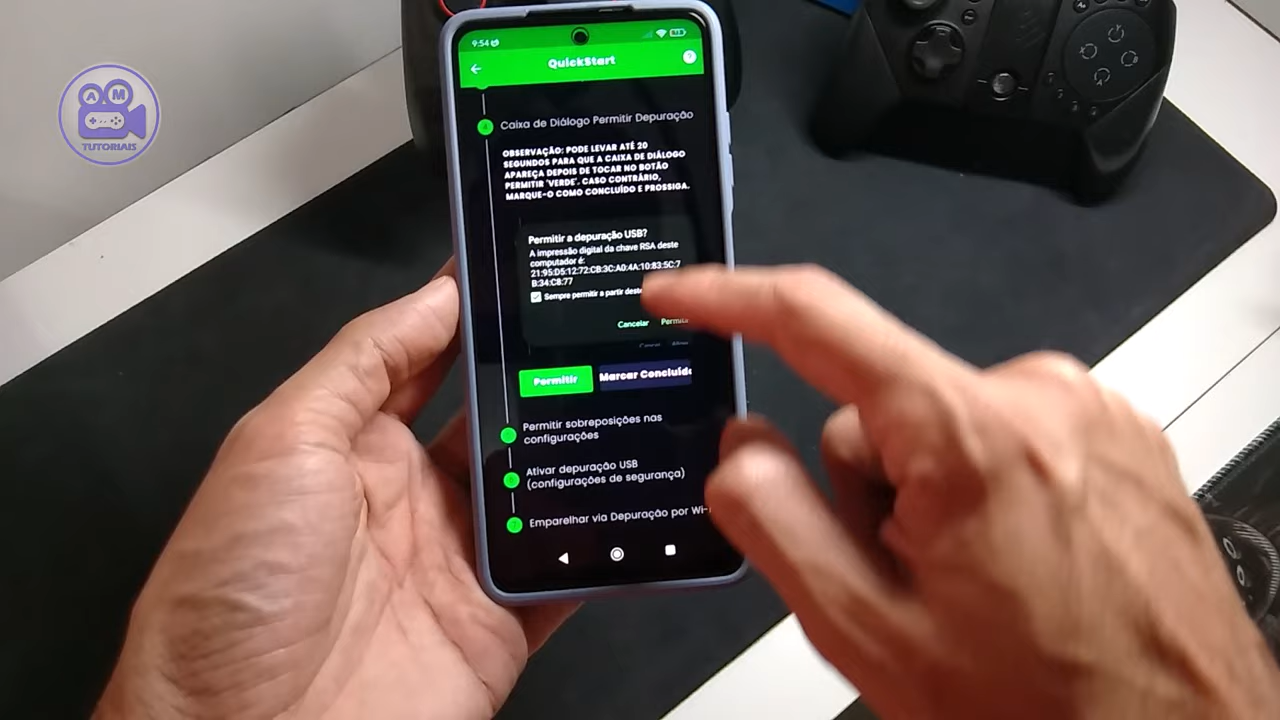 9:54
QuickStart
?
A M
TUTORIAIS
4
Caixa de Diálogo Permitir Depuração
OBSERVAÇÃO: PODE LEVAR ATÉ 20
SEGUNDOS PARA QUE A CAIXA DE DIÁLOGO
APAREÇA DEPOIS DE TOCAR NO BOTÃO
PERMITIR 'VERDE'. CASO CONTRÁRIO,
MARQUE-O COMO CONCLUÍDO E PROSSIGA.
Permitir a depuração USB?
A impressão digital da chave RSA deste
computador é:
21:95:D5:12:72:CB:3C:A0:4A:10:83:5C:7
B:34:C8:77
Sempre permitir a partir deste
Cancelar Permitir
Permitir Marcar Concluído
Permitir sobreposições nas
configurações
6
Ativar depuração USB
(configurações de segurança)
7
Emparelhar via Depuração por Wi-